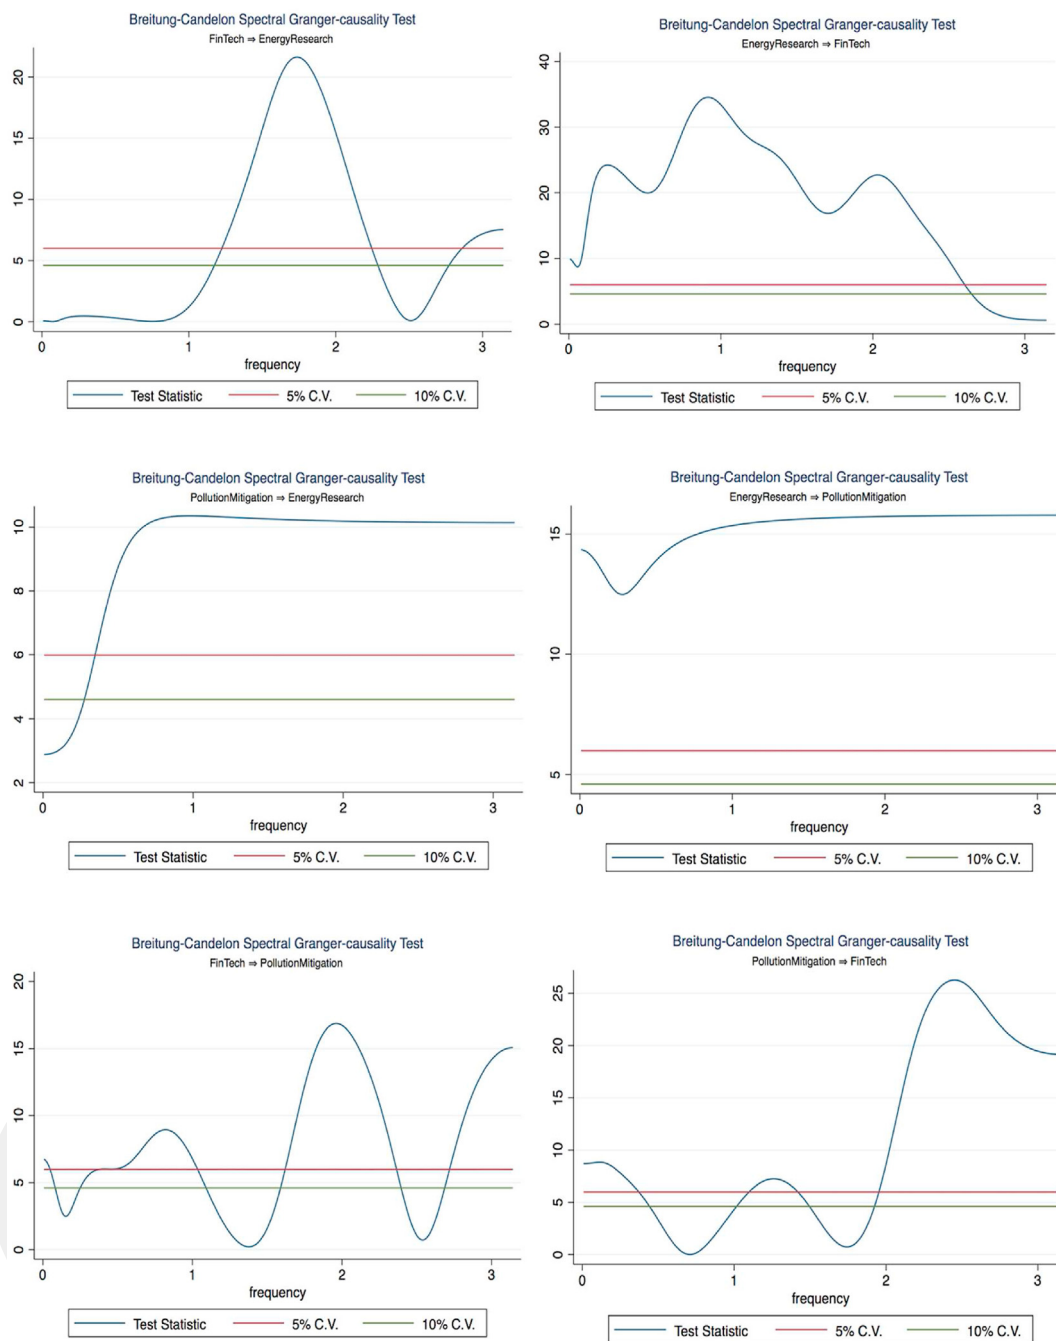 Breitung-Candelon Spectral Granger-causality Test
FinTech ⇒ EnergyResearch
20
15
10
5
0
0 1 2 3
frequency
Test Statistic 5% C.V. 10% C.V.
Breitung-Candelon Spectral Granger-causality Test
EnergyResearch ⇒ FinTech
40
30
20
10
0
0 1 2 3
frequency
Test Statistic 5% C.V. 10% C.V.
Breitung-Candelon Spectral Granger-causality Test
PollutionMitigation ⇒ EnergyResearch
10
8
6
4
2
0 1 2 3
frequency
Test Statistic 5% C.V. 10% C.V.
Breitung-Candelon Spectral Granger-causality Test
EnergyResearch ⇒ PollutionMitigation
15
10
5
0 1 2 3
frequency
Test Statistic 5% C.V. 10% C.V.
Breitung-Candelon Spectral Granger-causality Test
FinTech ⇒ PollutionMitigation
20
15
10
5
0
0 1 2 3
frequency
Test Statistic 5% C.V. 10% C.V.
Breitung-Candelon Spectral Granger-causality Test
PollutionMitigation ⇒ FinTech
25
20
15
10
5
0
0 1 2 3
frequency
Test Statistic 5% C.V. 10% C.V.